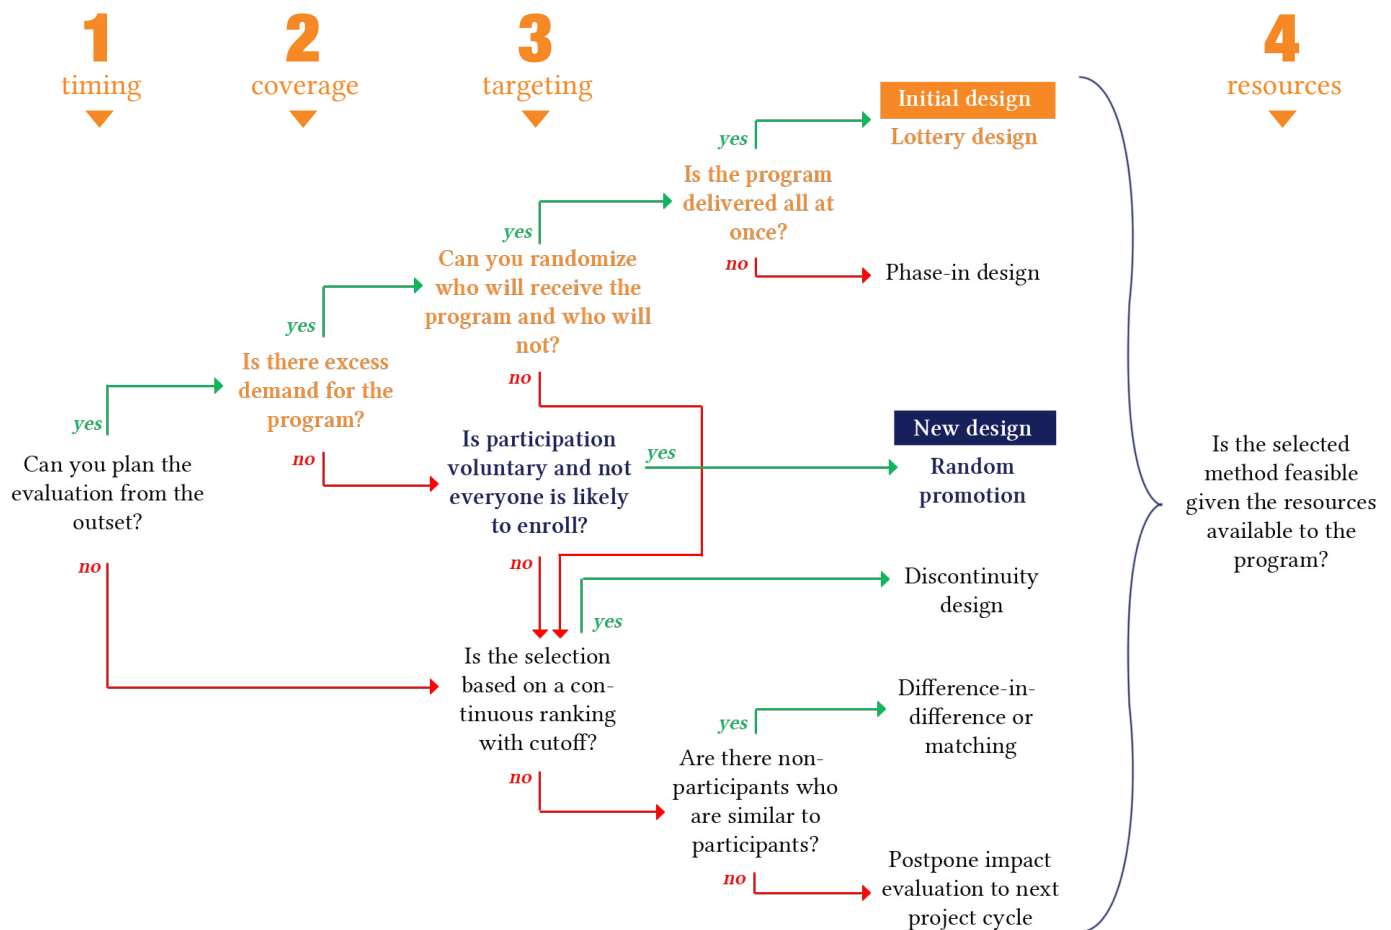 1
timing
2
coverage
3
targeting
4
resources
Can you plan the
evaluation from the
outset?
yes
no
Is there excess
demand for the
program?
yes
no
Can you randomize
who will receive the
program and who will
not?
yes
no
Is the program
delivered all at
once?
yes
no
Initial design
Lottery design
Phase-in design
Is participation
voluntary and not
everyone is likely
to enroll?
yes
no
New design
Random
promotion
Is the selection
based on a con-
tinuous ranking
with cutoff?
yes
no
Discontinuity
design
Are there non-
participants who
are similar to
participants?
yes
no
Difference-in-
difference or
matching
Postpone impact
evaluation to next
project cycle
Is the selected
method feasible
given the resources
available to the
program?